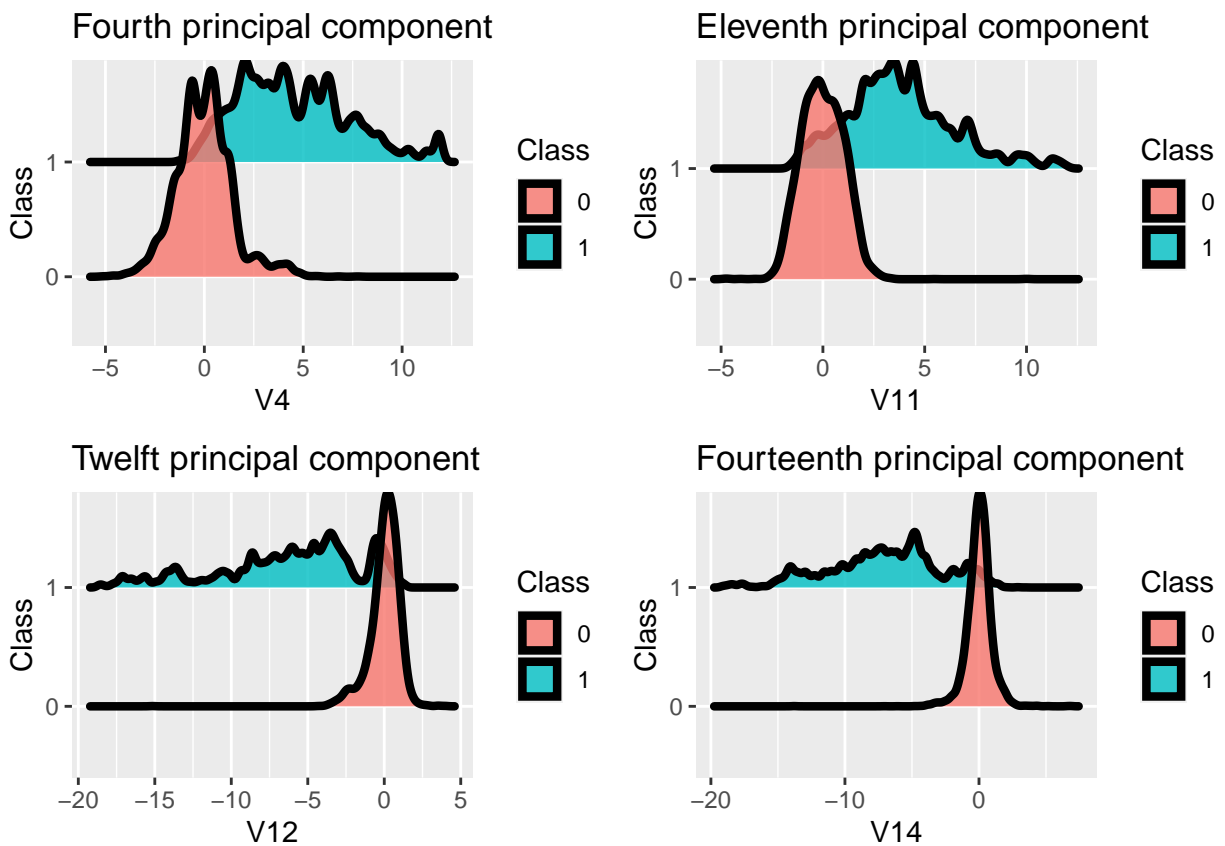 Fourth principal component
Class
1
0
−5
0
5
10
V4
Class
0
1
Eleventh principal component
Class
1
0
−5
0
5
10
V11
Class
0
1
Twelft principal component
Class
1
0
−20
−15
−10
−5
0
5
V12
Class
0
1
Fourteenth principal component
Class
1
0
−20
−10
0
V14
Class
0
1